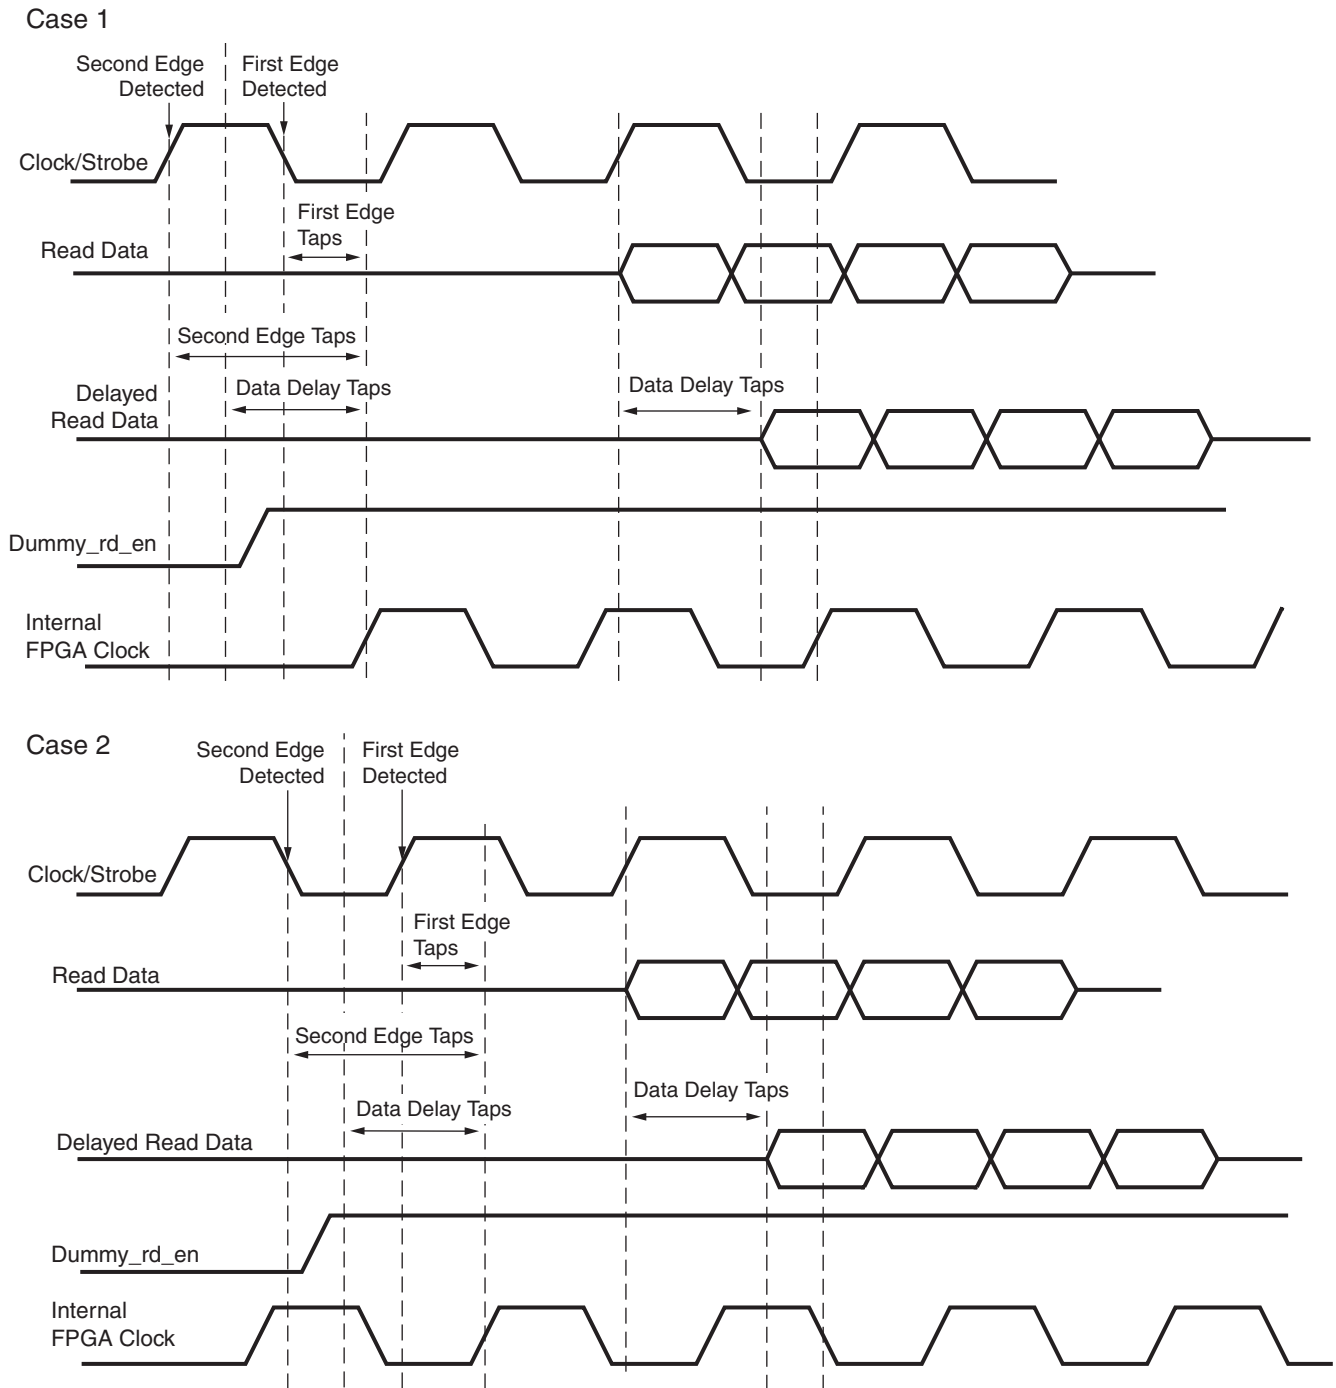 Case 1
Second Edge
Detected
First Edge
Detected
Clock/Strobe
First Edge
Taps
Read Data
Second Edge Taps
Delayed
Read Data
Data Delay Taps
Data Delay Taps
Dummy_rd_en
Internal
FPGA Clock
Case 2
Second Edge
Detected
First Edge
Detected
Clock/Strobe
First Edge
Taps
Read Data
Second Edge Taps
Data Delay Taps
Data Delay Taps
Delayed Read Data
Dummy_rd_en
Internal
FPGA Clock